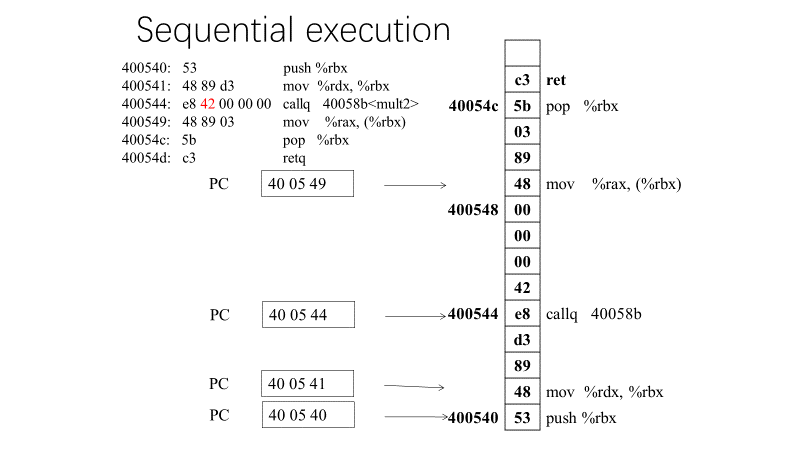 Sequential execution
400540: 53 push %rbx
400541: 48 89 d3 mov %rdx, %rbx
400544: e8 42 00 00 00 callq 40058b<mult2>
400549: 48 89 03 mov %rax, (%rbx)
40054c: 5b pop %rbx
40054d: c3 retq
c3 ret
40054c 5b pop %rbx
03
89
PC 40 05 49 48 mov %rax, (%rbx)
400548 00
00
00
42
PC 40 05 44 400544 e8 callq 40058b
d3
89
PC 40 05 41 48 mov %rdx, %rbx
PC 40 05 40 400540 53 push %rbx